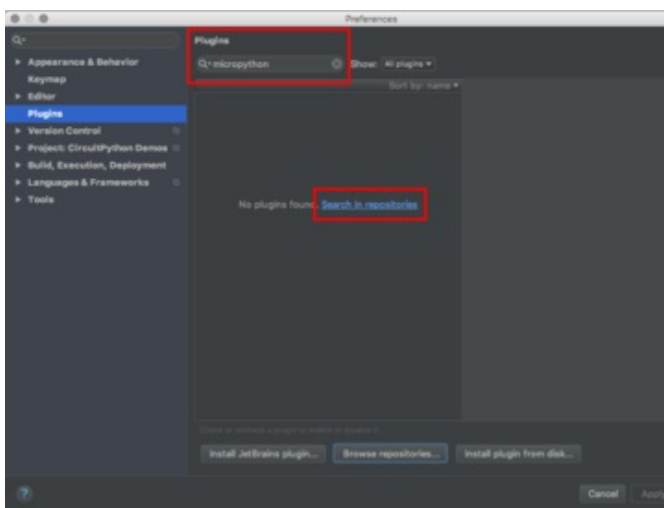 Preferences
Plugins
micropython
Show: All plugins
Sort by: name
Appearance & Behavior
Keymap
Editor
Plugins
Version Control
Project: CircuitPython Demos
Build, Execution, Deployment
Languages & Frameworks
Tools
No plugins found. Search in repositories
Install JetBrains plugin...
Browse repositories...
Install plugin from disk...
?
Cancel
Apply